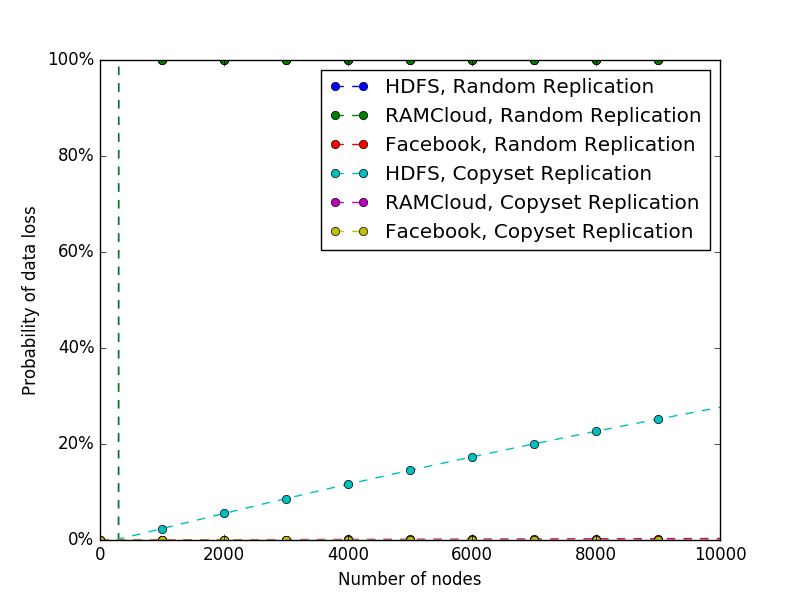 100%
80%
60%
40%
20%
0%
Probability of data loss
HDFS, Random Replication
RAMCloud, Random Replication
Facebook, Random Replication
HDFS, Copyset Replication
RAMCloud, Copyset Replication
Facebook, Copyset Replication
0 2000 4000 6000 8000 10000
Number of nodes